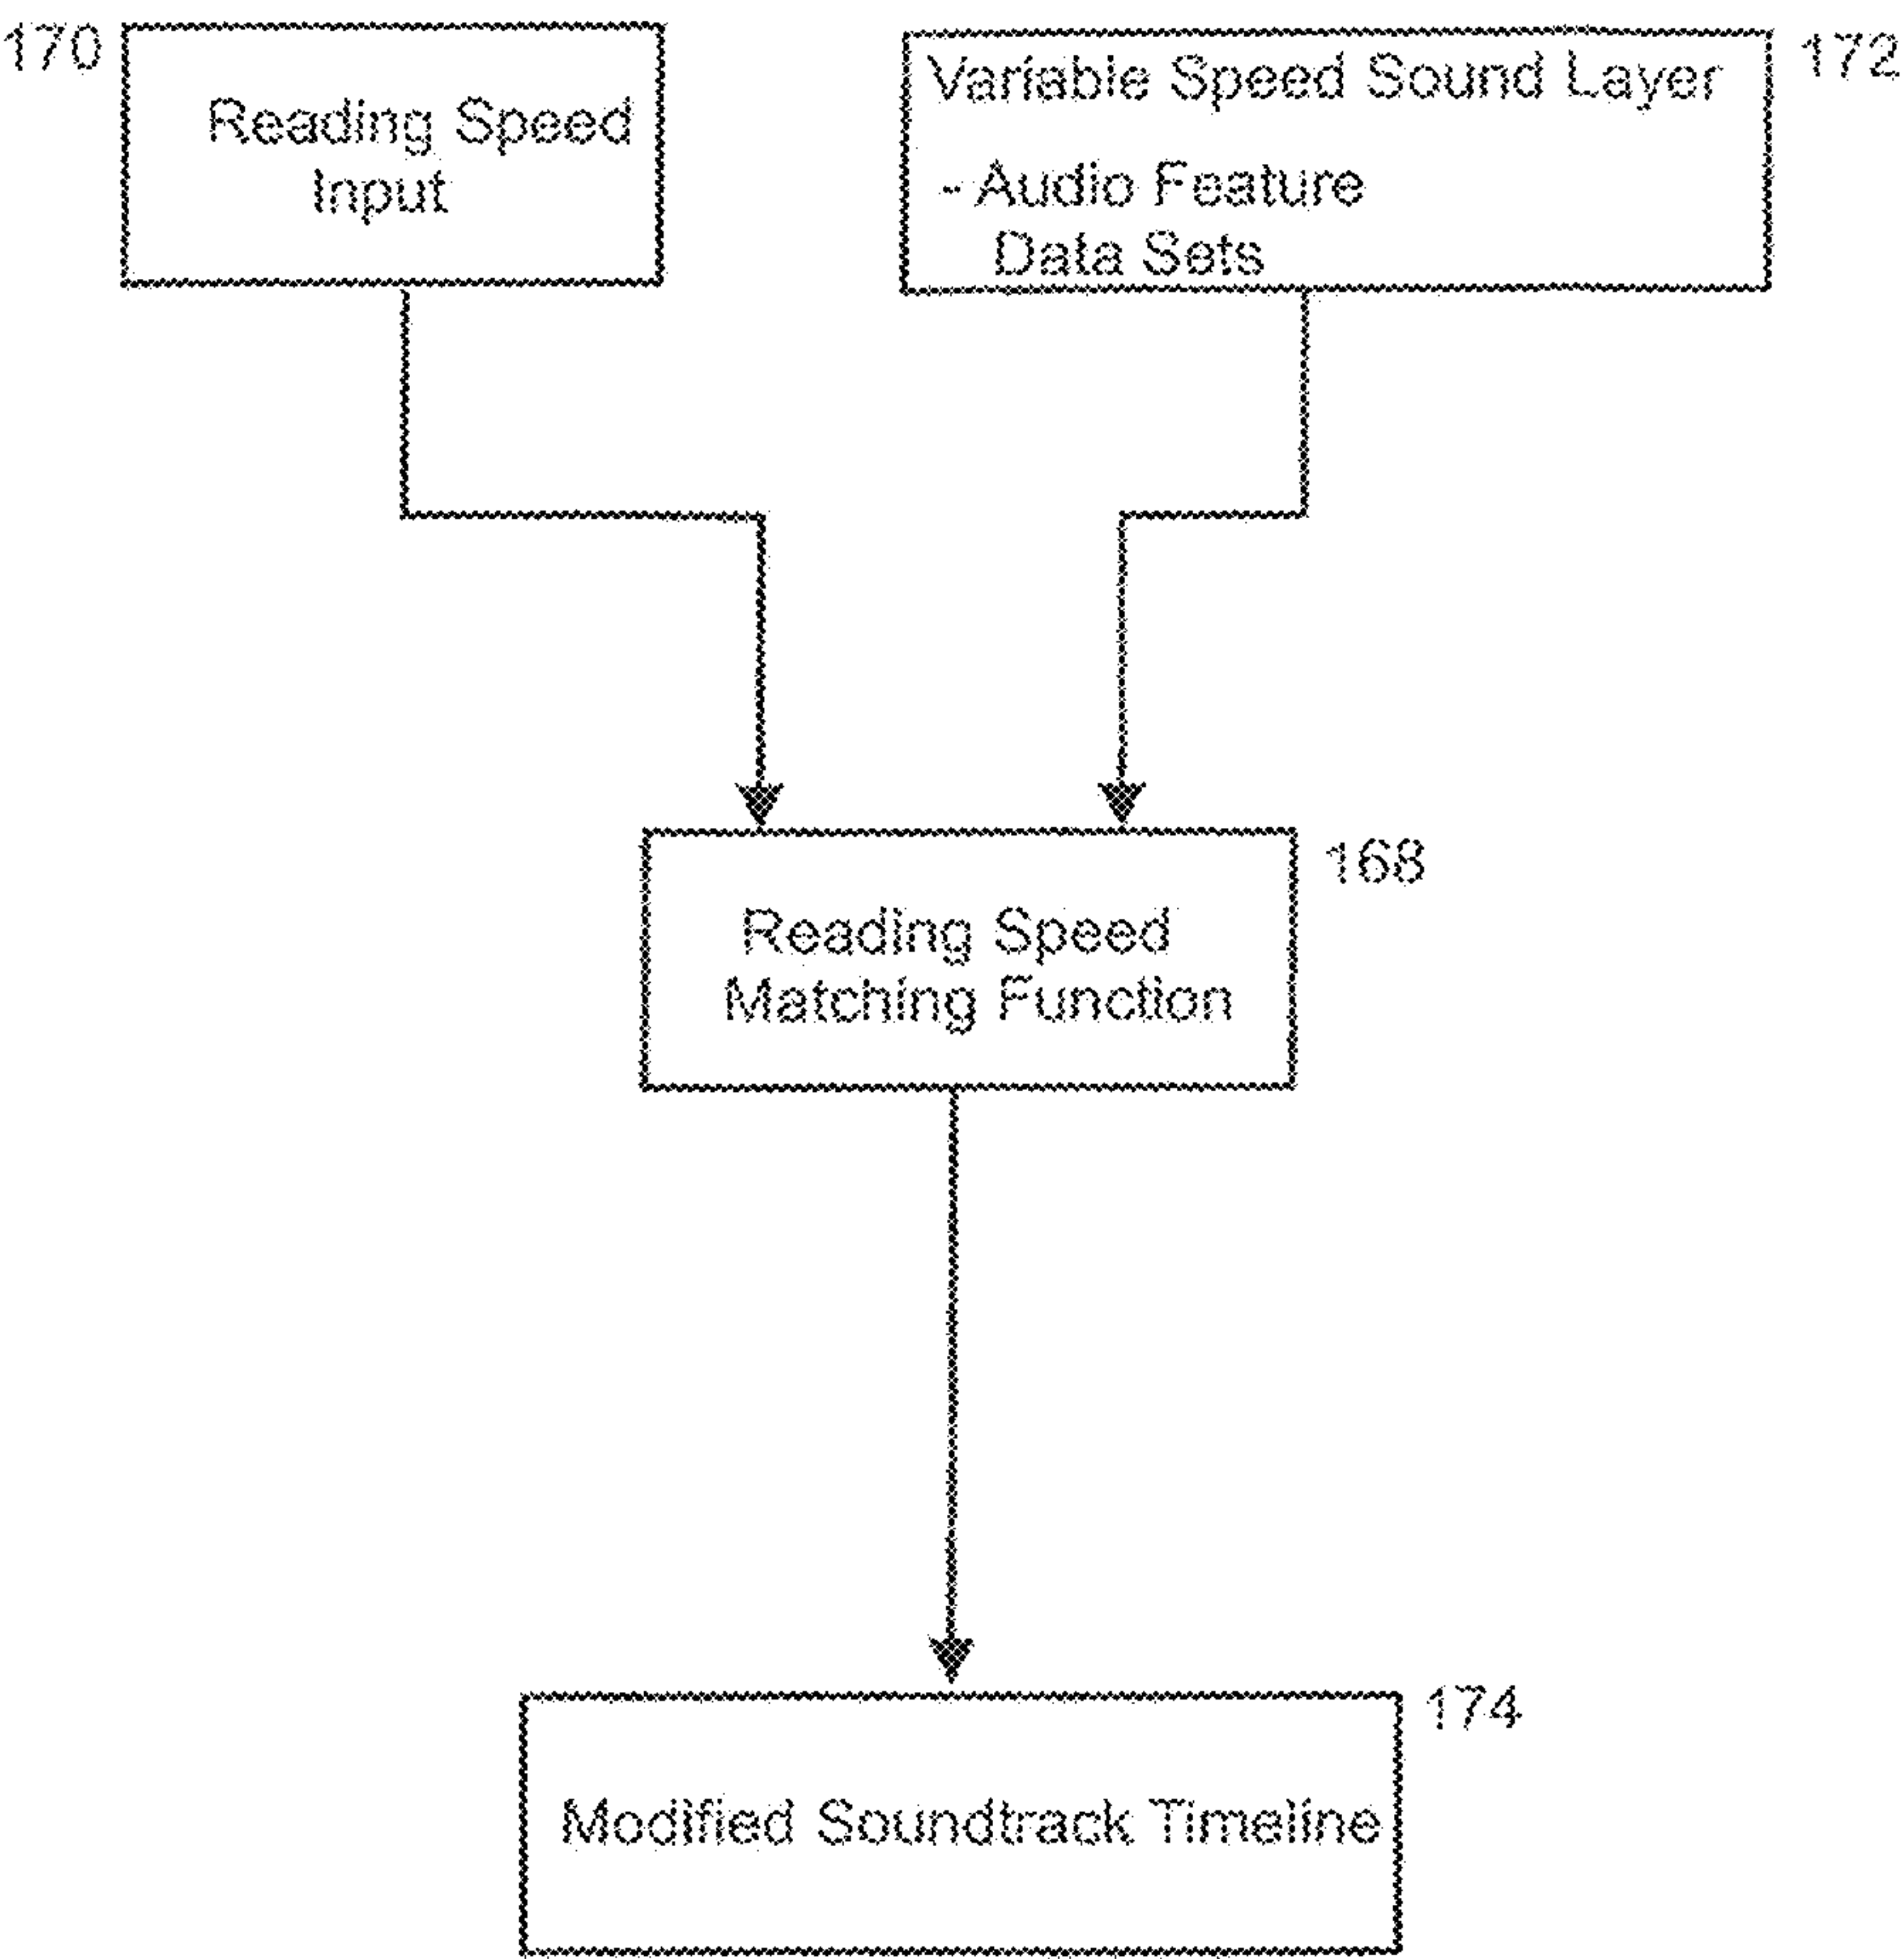 170
Reading Speed
Input
Variable Speed Sound Layer
- Audio Feature
Data Sets
172
168
Reading Speed
Matching Function
174
Modified Soundtrack Timeline